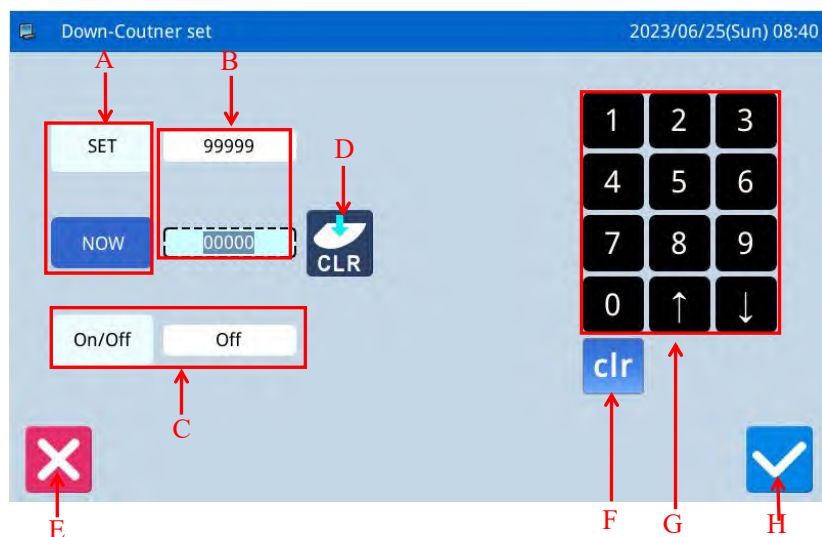 Down-Coutner set 2023/06/25(Sun) 08:40
A B
SET 99999
D
NOW 00000
CLR
On/Off Off
C
1 2 3
4 5 6
7 8 9
0 ↑ ↓
clr
E F G H